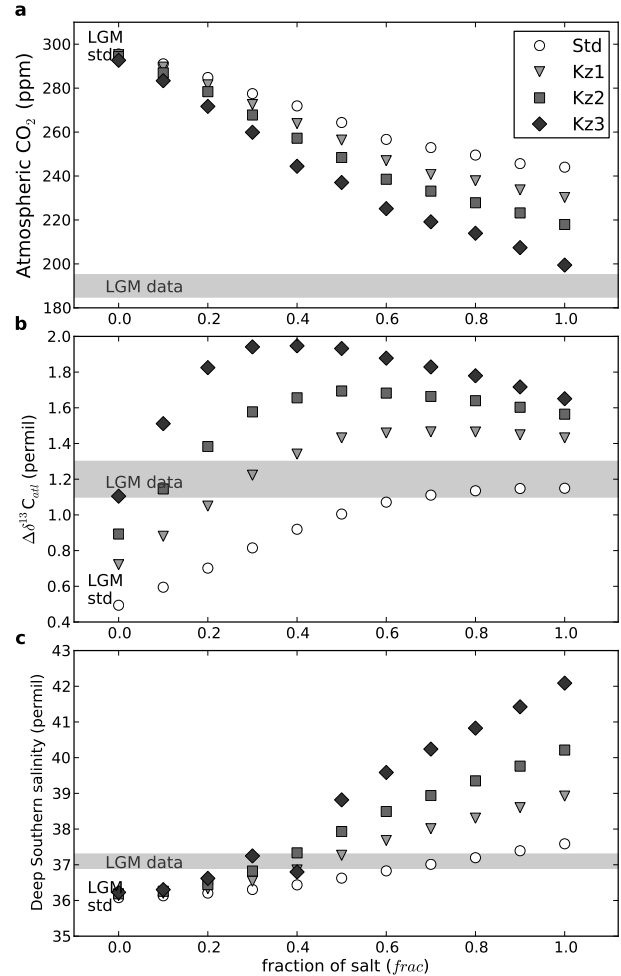 a
300
280
260
240
220
200
180
Atmospheric CO2 (ppm)
LGM
std
LGM data
Std
Kz1
Kz2
Kz3
0.0 0.2 0.4 0.6 0.8 1.0
b
2.0
1.8
1.6
1.4
1.2
1.0
0.8
0.6
0.4
Δδ¹³Catl (permil)
LGM data
LGM
std
0.0 0.2 0.4 0.6 0.8 1.0
c
43
42
41
40
39
38
37
36
35
Deep Southern salinity (permil)
LGM data
LGM
std
0.0 0.2 0.4 0.6 0.8 1.0
fraction of salt (frac)